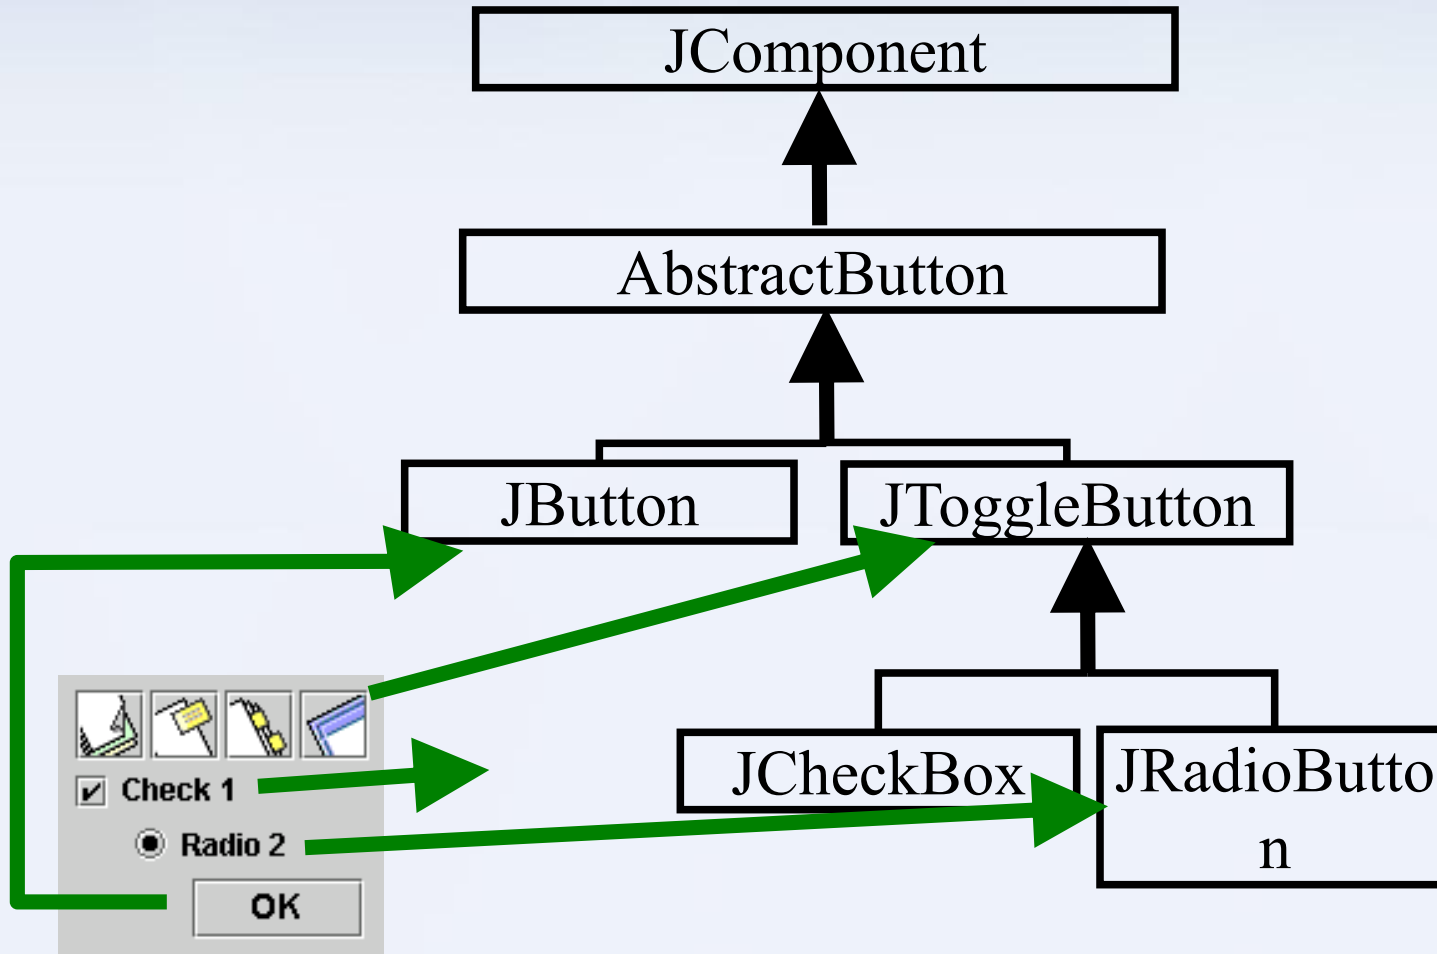 JComponent
AbstractButton
JButton
JToggleButton
JCheckBox
JRadioButto
n
Check 1
Radio 2
OK